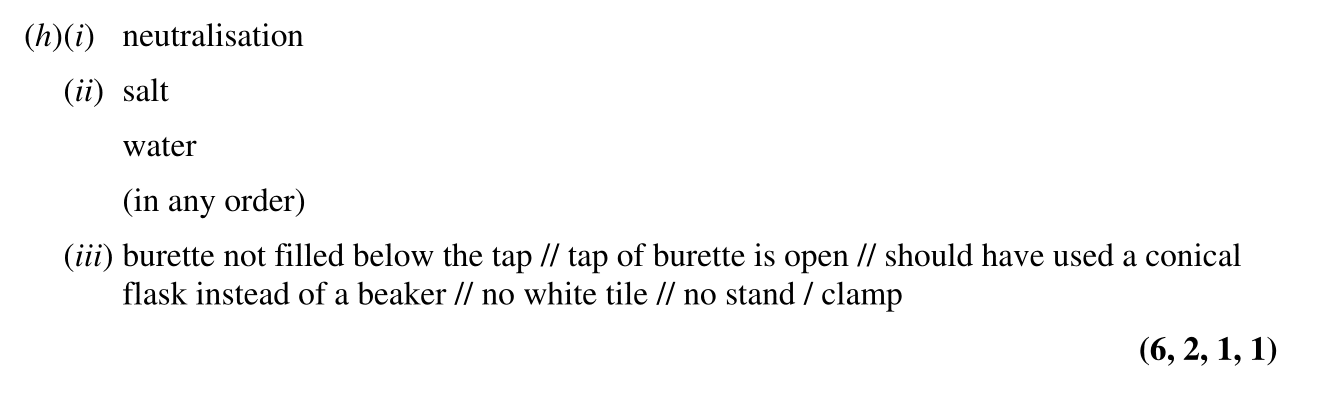 (h)(i) neutralisation
(ii) salt
water
(in any order)
(iii) burette not filled below the tap // tap of burette is open // should have used a conical
flask instead of a beaker // no white tile // no stand / clamp
(6, 2, 1, 1)